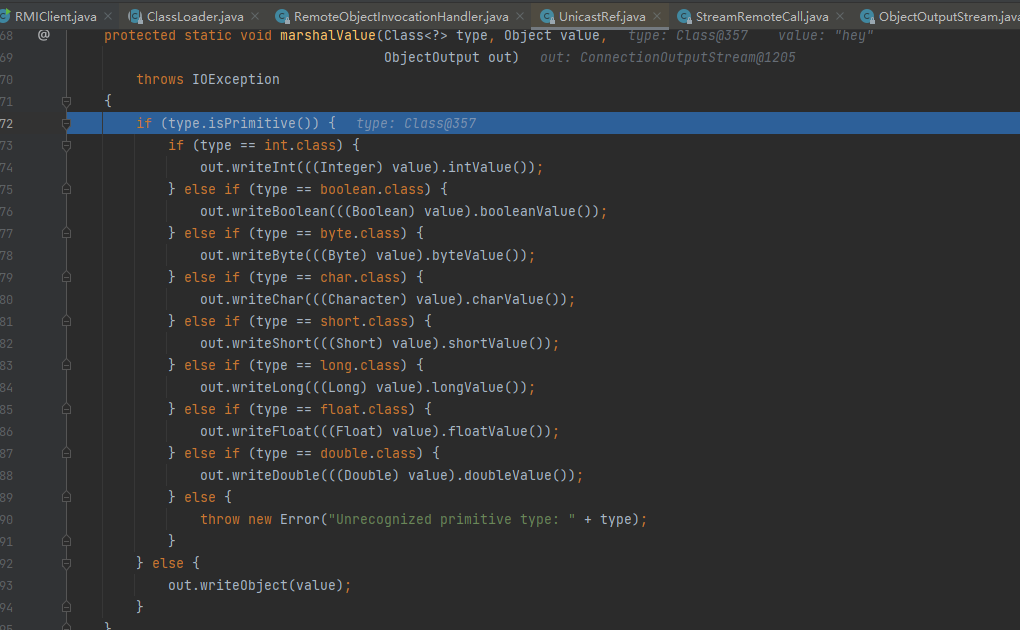 RMIClient.java × ClassLoader.java × RemoteObjectInvocationHandler.java × UnicastRef.java × StreamRemoteCall.java × ObjectOutputStream.java
68 @ protected static void marshalValue(Class<?> type, Object value, type: Class@357 value: "hey"
69 ObjectOutput out) out: ConnectionOutputStream@1205
70 throws IOException
71 {
72 if (type.isPrimitive()) { type: Class@357
73 if (type == int.class) {
74 out.writeInt(((Integer) value).intValue());
75 } else if (type == boolean.class) {
76 out.writeBoolean(((Boolean) value).booleanValue());
77 } else if (type == byte.class) {
78 out.writeByte(((Byte) value).byteValue());
79 } else if (type == char.class) {
80 out.writeChar(((Character) value).charValue());
81 } else if (type == short.class) {
82 out.writeShort(((Short) value).shortValue());
83 } else if (type == long.class) {
84 out.writeLong(((Long) value).longValue());
85 } else if (type == float.class) {
86 out.writeFloat(((Float) value).floatValue());
87 } else if (type == double.class) {
88 out.writeDouble(((Double) value).doubleValue());
89 } else {
90 throw new Error("Unrecognized primitive type: " + type);
91 }
92 } else {
93 out.writeObject(value);
94 }
95 }